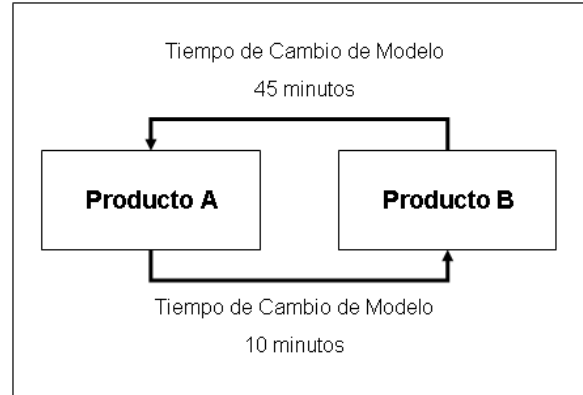 Tiempo de Cambio de Modelo
45 minutos
Producto A
Producto B
Tiempo de Cambio de Modelo
10 minutos